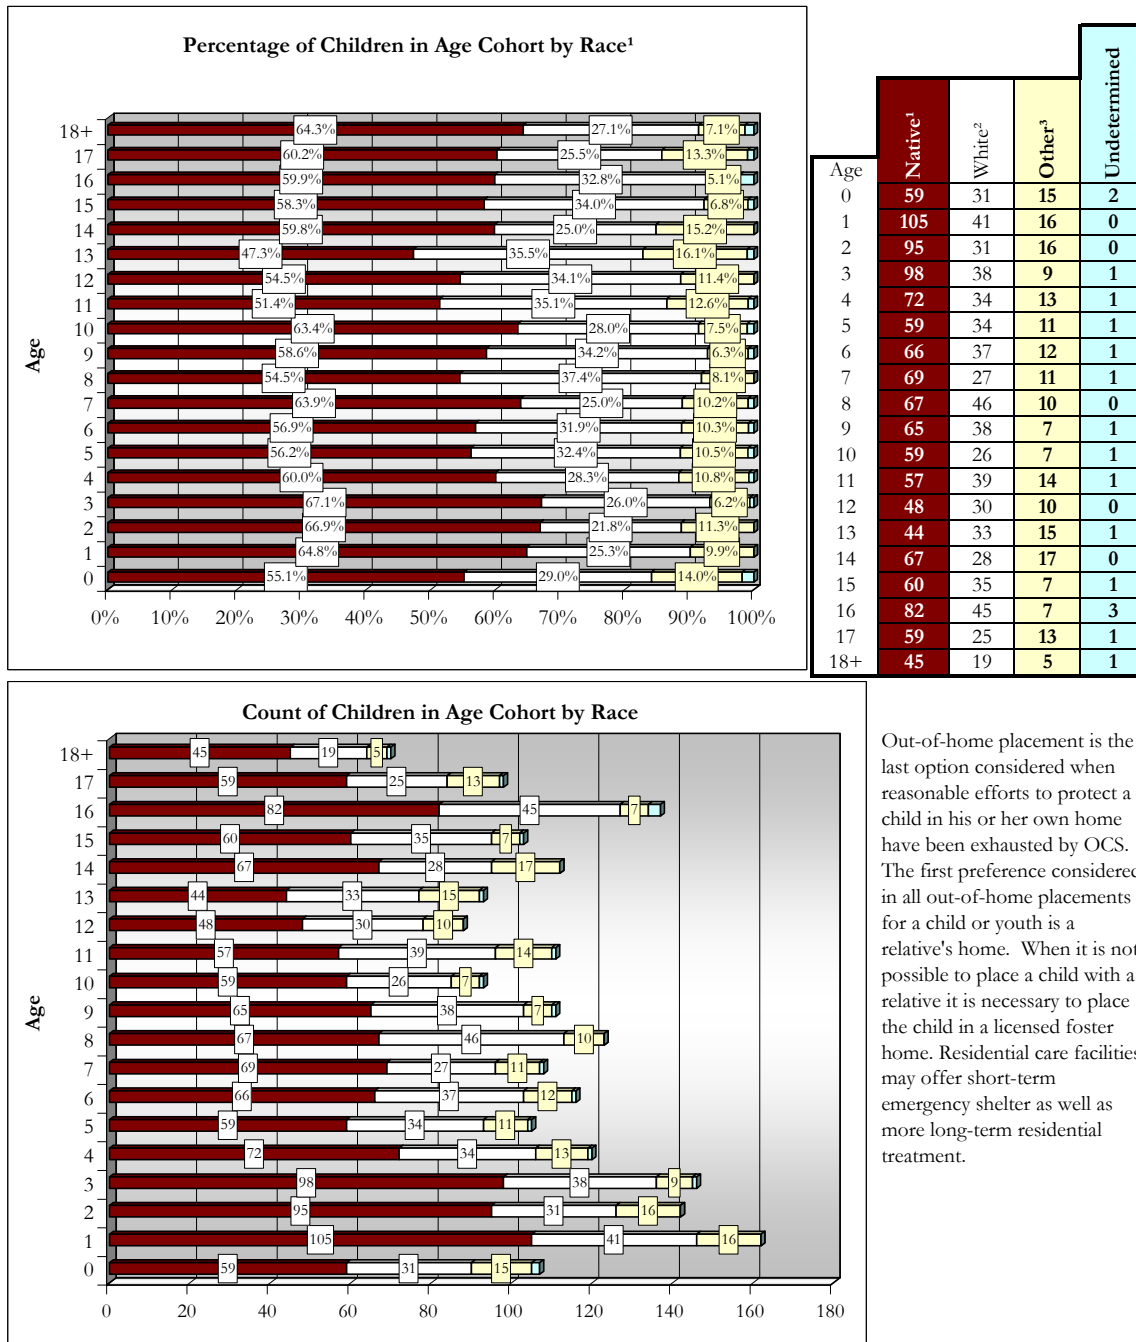 Percentage of Children in Age Cohort by Race¹
Age
18+ 64.3% 27.1% 7.1%
17 60.2% 25.5% 13.3%
16 59.9% 32.8% 5.1%
15 58.3% 34.0% 6.8%
14 59.8% 25.0% 15.2%
13 47.3% 35.5% 16.1%
12 54.5% 34.1% 11.4%
11 51.4% 35.1% 12.6%
10 63.4% 28.0% 7.5%
9 58.6% 34.2% 6.3%
8 54.5% 37.4% 8.1%
7 63.9% 25.0% 10.2%
6 56.9% 31.9% 10.3%
5 56.2% 32.4% 10.5%
4 60.0% 28.3% 10.8%
3 67.1% 26.0% 6.2%
2 66.9% 21.8% 11.3%
1 64.8% 25.3% 9.9%
0 55.1% 29.0% 14.0%
0% 10% 20% 30% 40% 50% 60% 70% 80% 90% 100%
Age Native¹ White² Other³ Undetermined
0 59 31 15 2
1 105 41 16 0
2 95 31 16 0
3 98 38 9 1
4 72 34 13 1
5 59 34 11 1
6 66 37 12 1
7 69 27 11 1
8 67 46 10 0
9 65 38 7 1
10 59 26 7 1
11 57 39 14 1
12 48 30 10 0
13 44 33 15 1
14 67 28 17 0
15 60 35 7 1
16 82 45 7 3
17 59 25 13 1
18+ 45 19 5 1
Count of Children in Age Cohort by Race
Age
18+ 45 19 5
17 59 25 13
16 82 45 7
15 60 35 7
14 67 28 17
13 44 33 15
12 48 30 10
11 57 39 14
10 59 26 7
9 65 38 7
8 67 46 10
7 69 27 11
6 66 37 12
5 59 34 11
4 72 34 13
3 98 38 9
2 95 31 16
1 105 41 16
0 59 31 15
0 20 40 60 80 100 120 140 160 180
Out-of-home placement is the
last option considered when
reasonable efforts to protect a
child in his or her own home
have been exhausted by OCS.
The first preference considered
in all out-of-home placements
for a child or youth is a
relative's home. When it is not
possible to place a child with a
relative it is necessary to place
the child in a licensed foster
home. Residential care facilities
may offer short-term
emergency shelter as well as
more long-term residential
treatment.